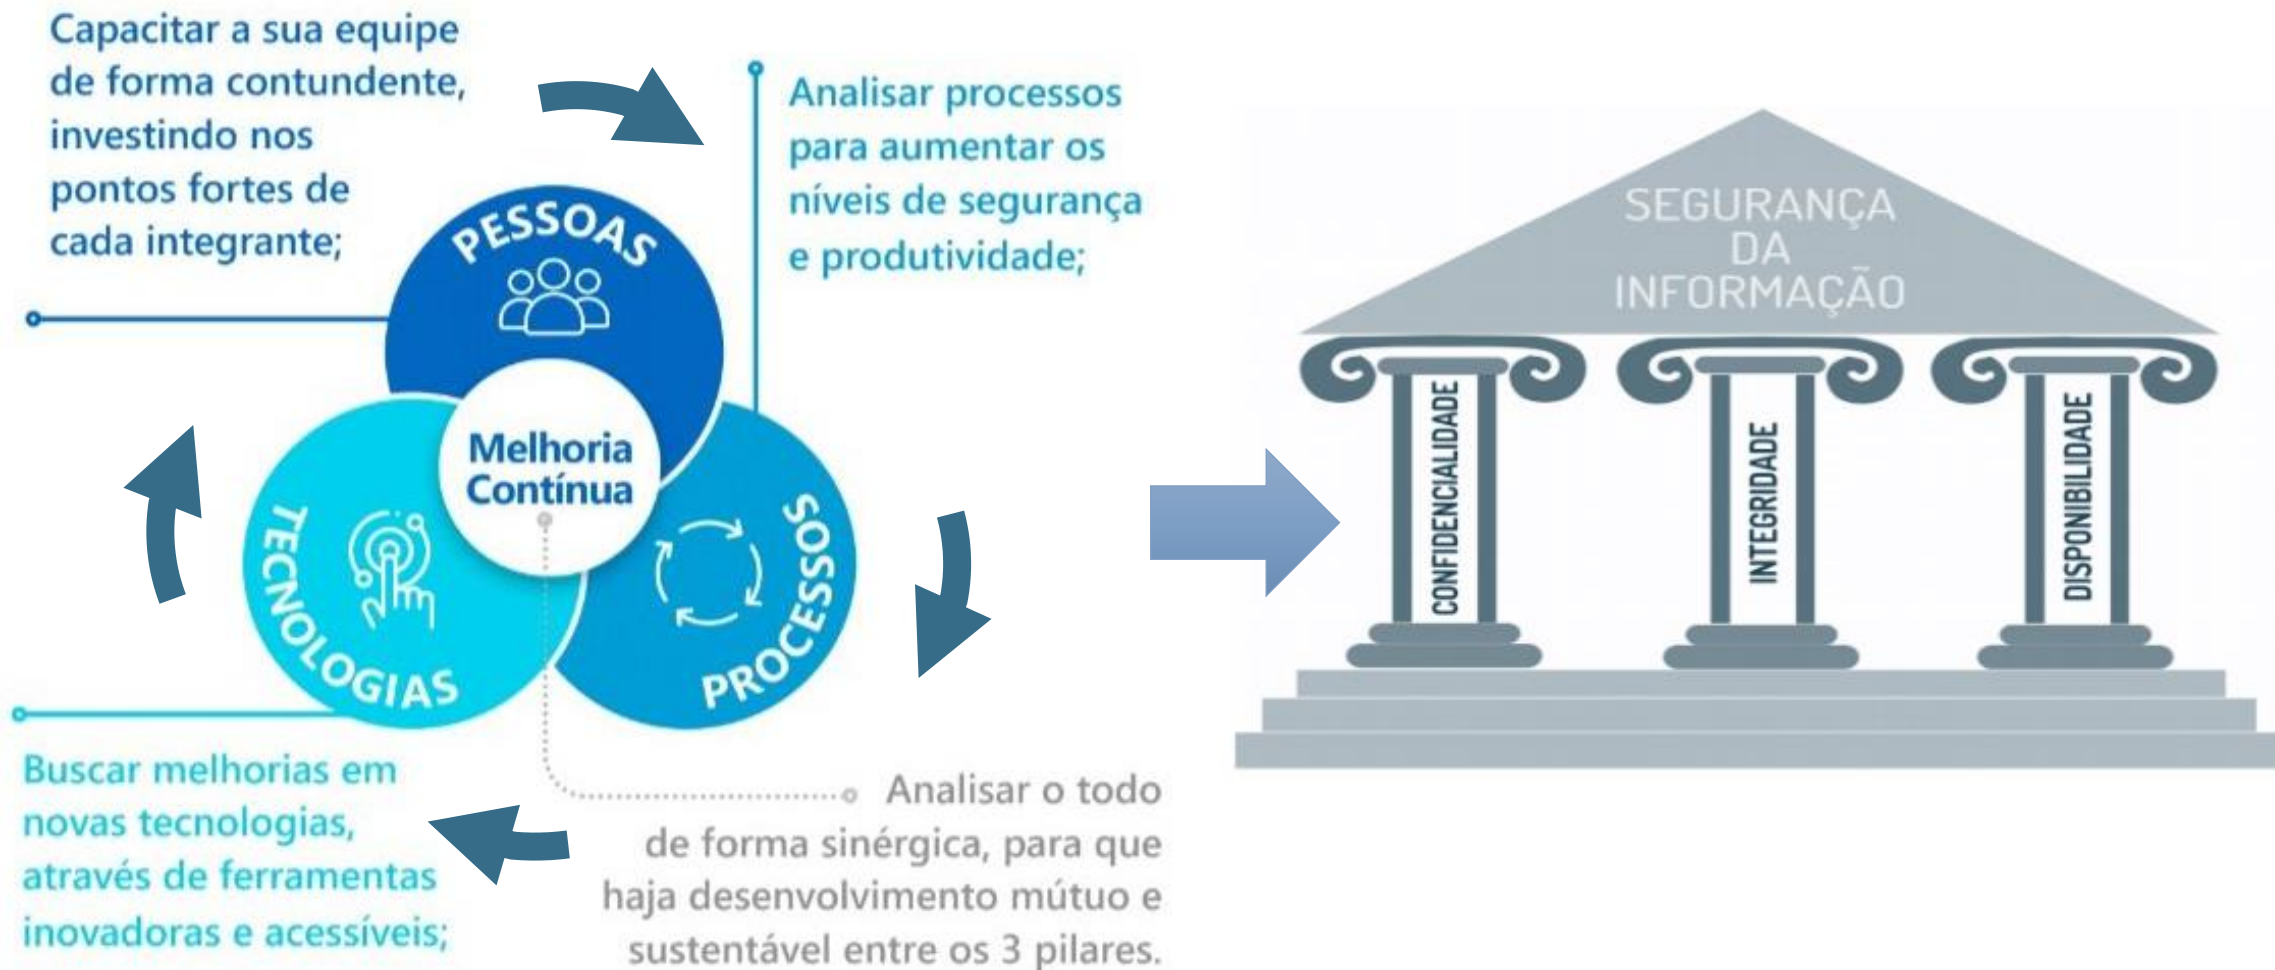 Capacitar a sua equipe
de forma contundente,
investindo nos
pontos fortes de
cada integrante;
Analisar processos
para aumentar os
níveis de segurança
e produtividade;
PESSOAS
Melhoria
Contínua
TECNOLOGIAS
PROCESSOS
Buscar melhorias em
novas tecnologias,
através de ferramentas
inovadoras e acessíveis;
Analisar o todo
de forma sinérgica, para que
haja desenvolvimento mútuo e
sustentável entre os 3 pilares.
SEGURANÇA
DA
INFORMAÇÃO
CONFIDENCIALIDADE
INTEGRIDADE
DISPONIBILIDADE